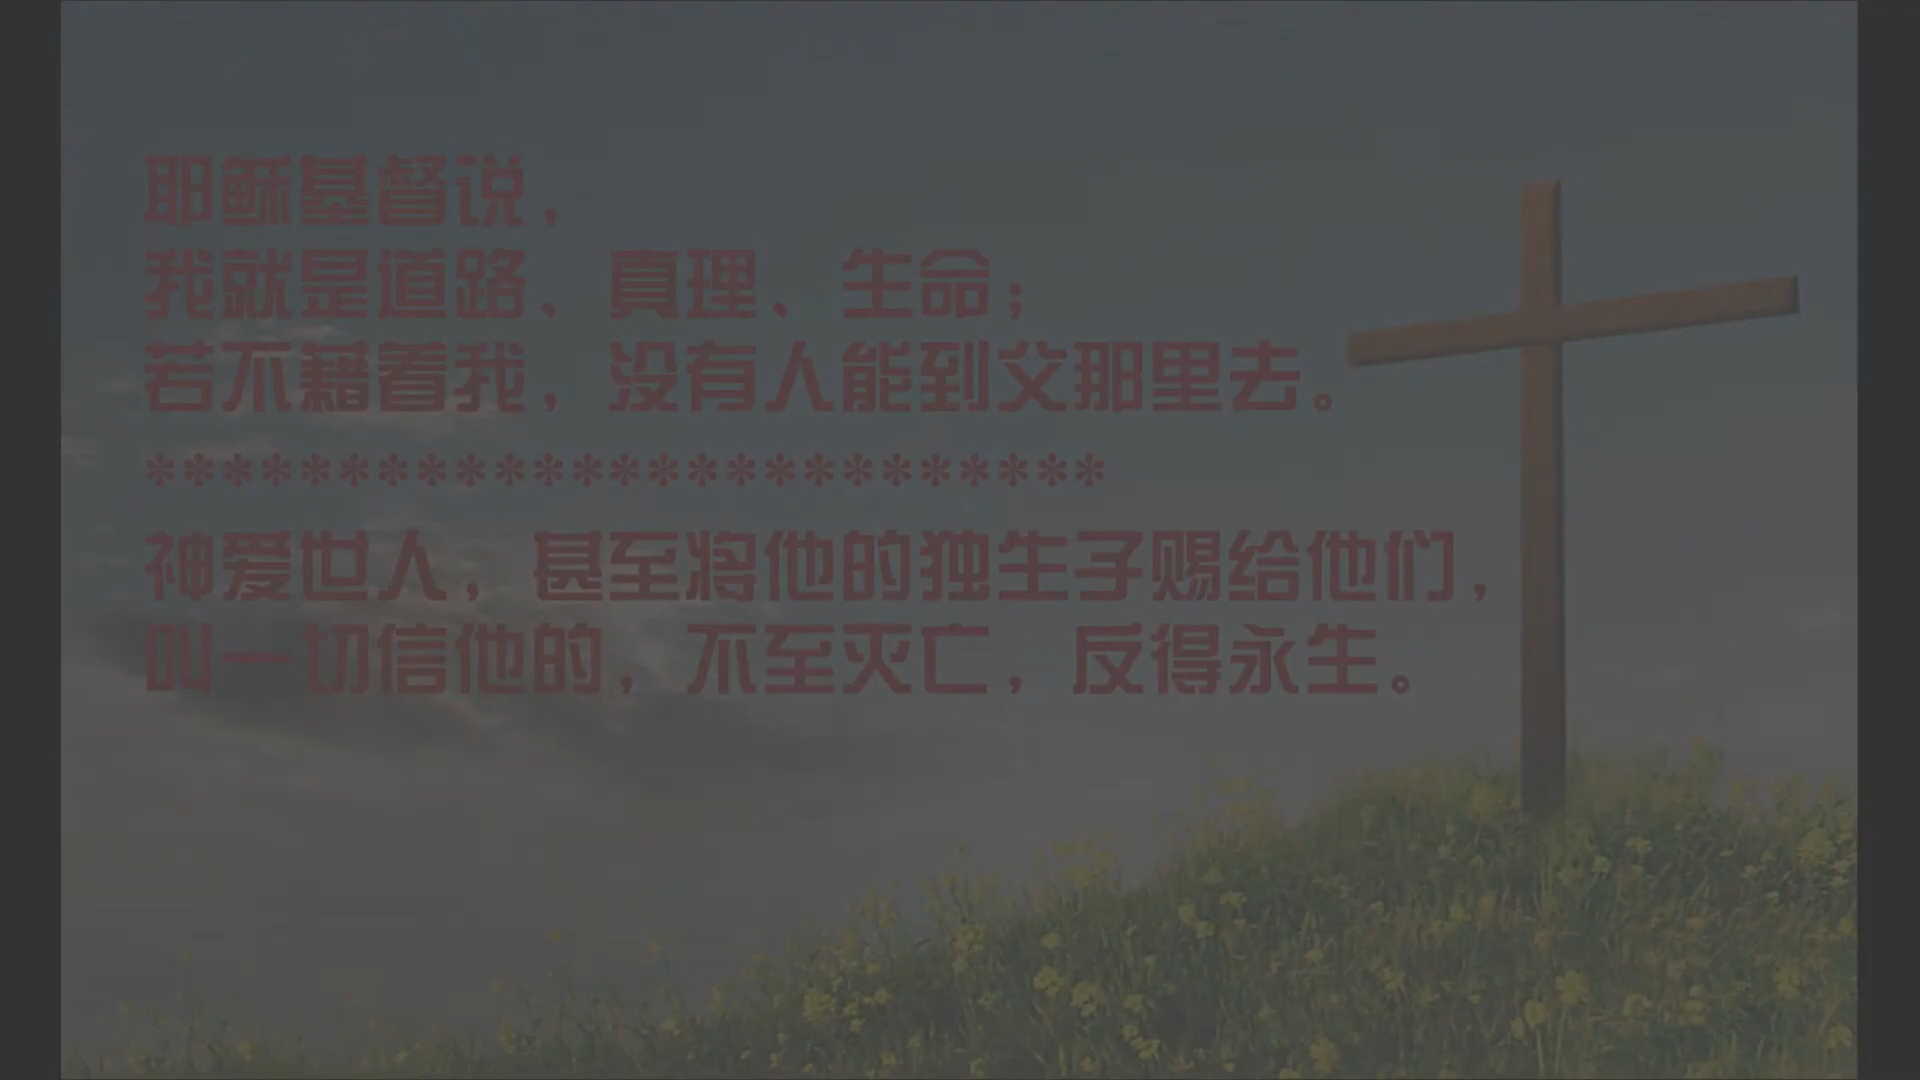 耶稣基督说，
我就是道路、真理、生命；
若不藉着我，没有人能到父那里去。
*************************
神爱世人，甚至将他的独生子赐给他们，
叫一切信他的，不至灭亡，反得永生。